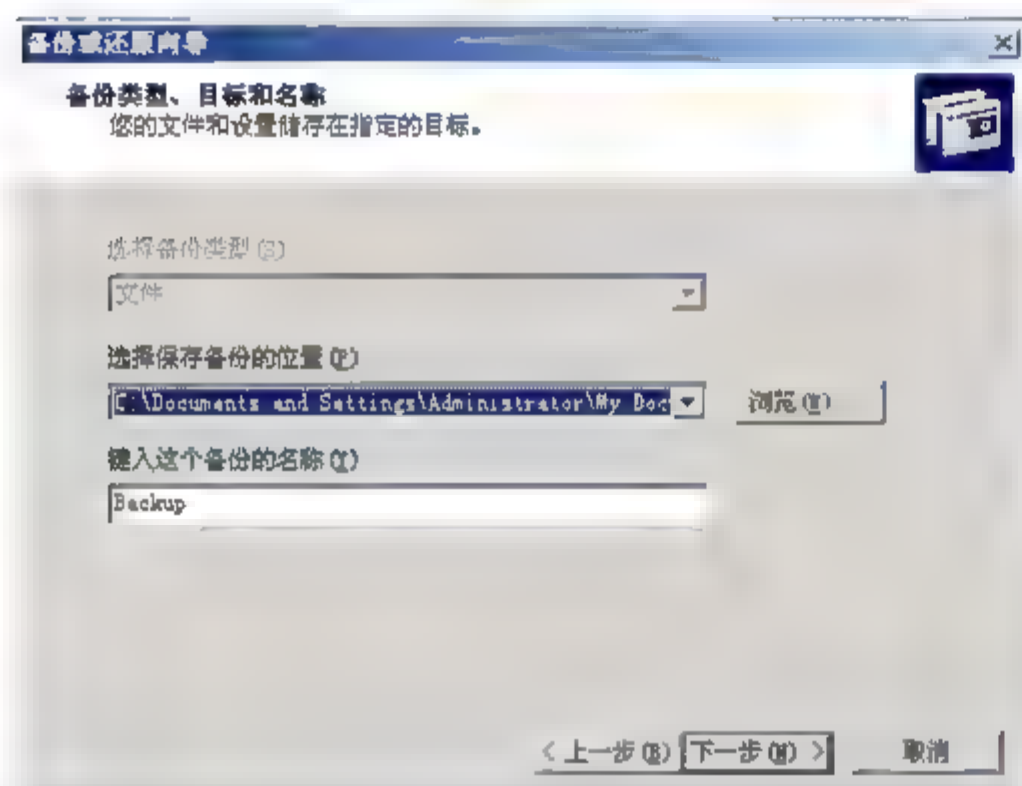 备份或还原向导
备份类型、目标和名称
您的文件和设置储存在指定的目标。
选择备份类型(S)
文件
选择保存备份的位置(P)
C:\Documents and Settings\Administrator\My Doc
浏览(W)
键入这个备份的名称(Y)
Backup
< 上一步(B)
下一步(N) >
取消